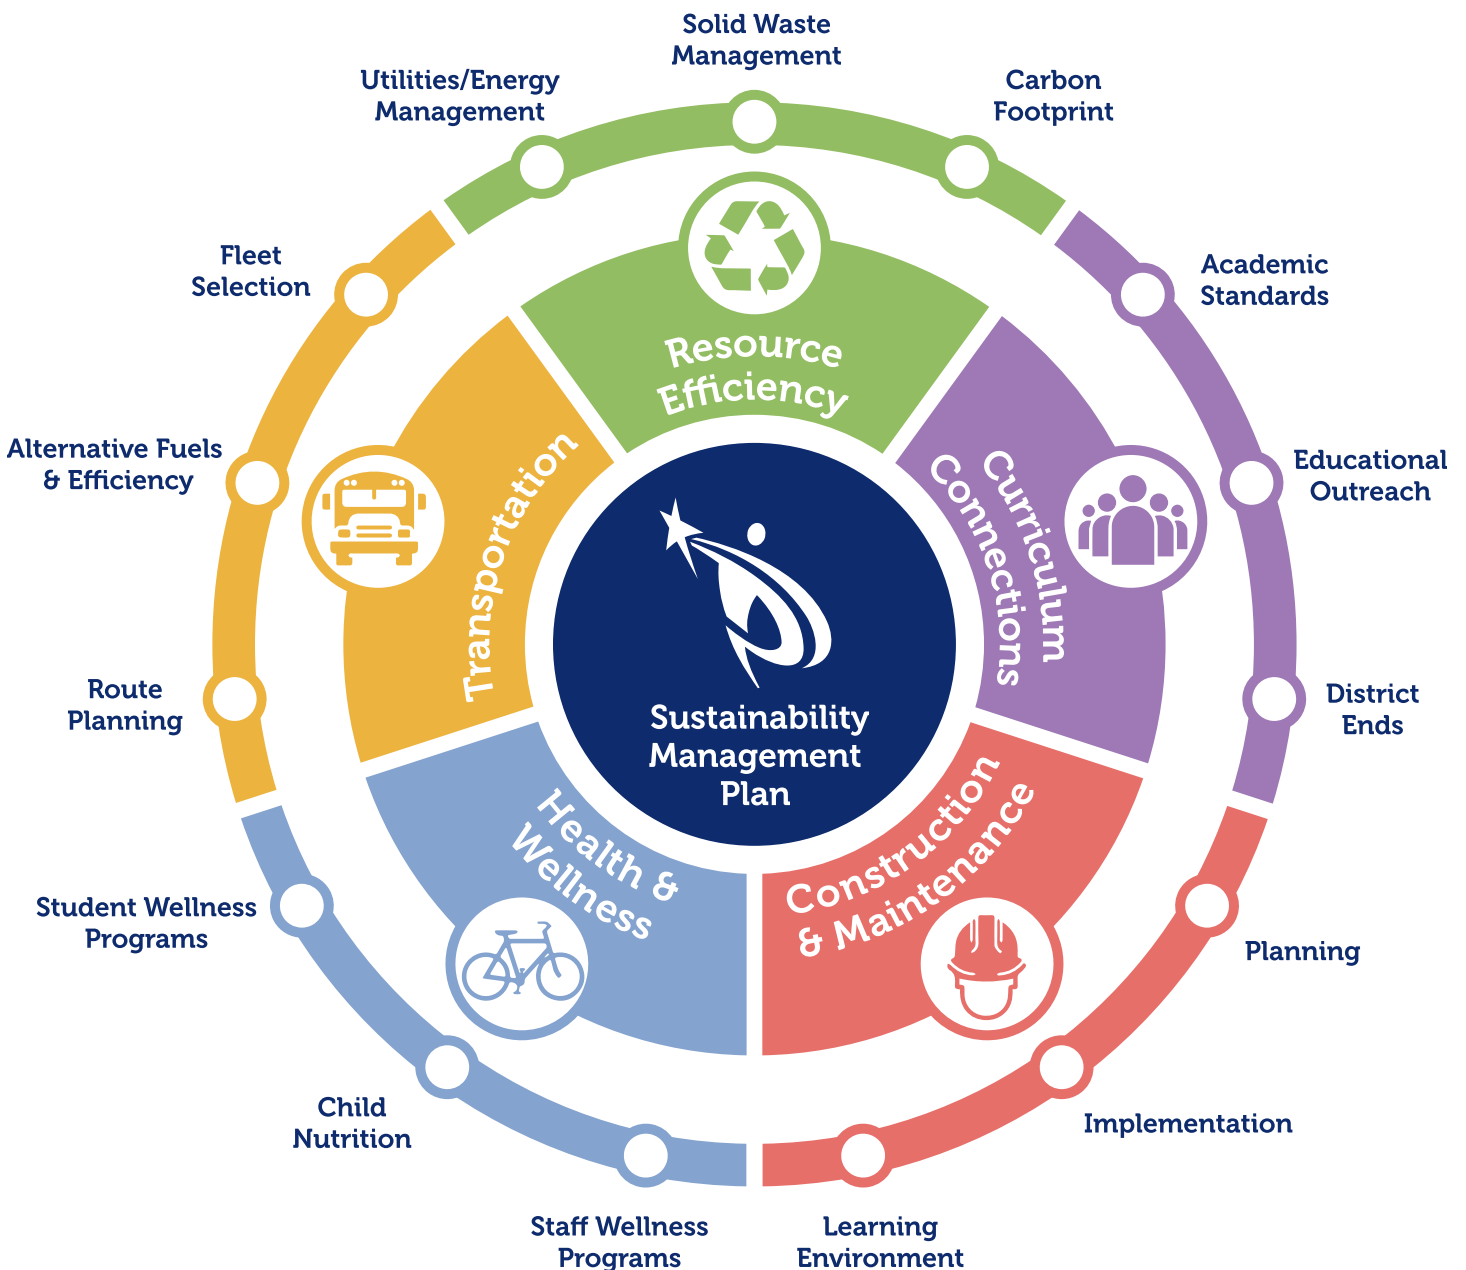 Solid Waste
Management
Utilities/Energy
Management
Carbon
Footprint
Fleet
Selection
Academic
Standards
Alternative Fuels
& Efficiency
Educational
Outreach
Route
Planning
District
Ends
Student Wellness
Programs
Planning
Child
Nutrition
Implementation
Staff Wellness
Programs
Learning
Environment
Resource
Efficiency
Transportation
Curriculum
Connections
Health &
Wellness
Construction
& Maintenance
Sustainability
Management
Plan